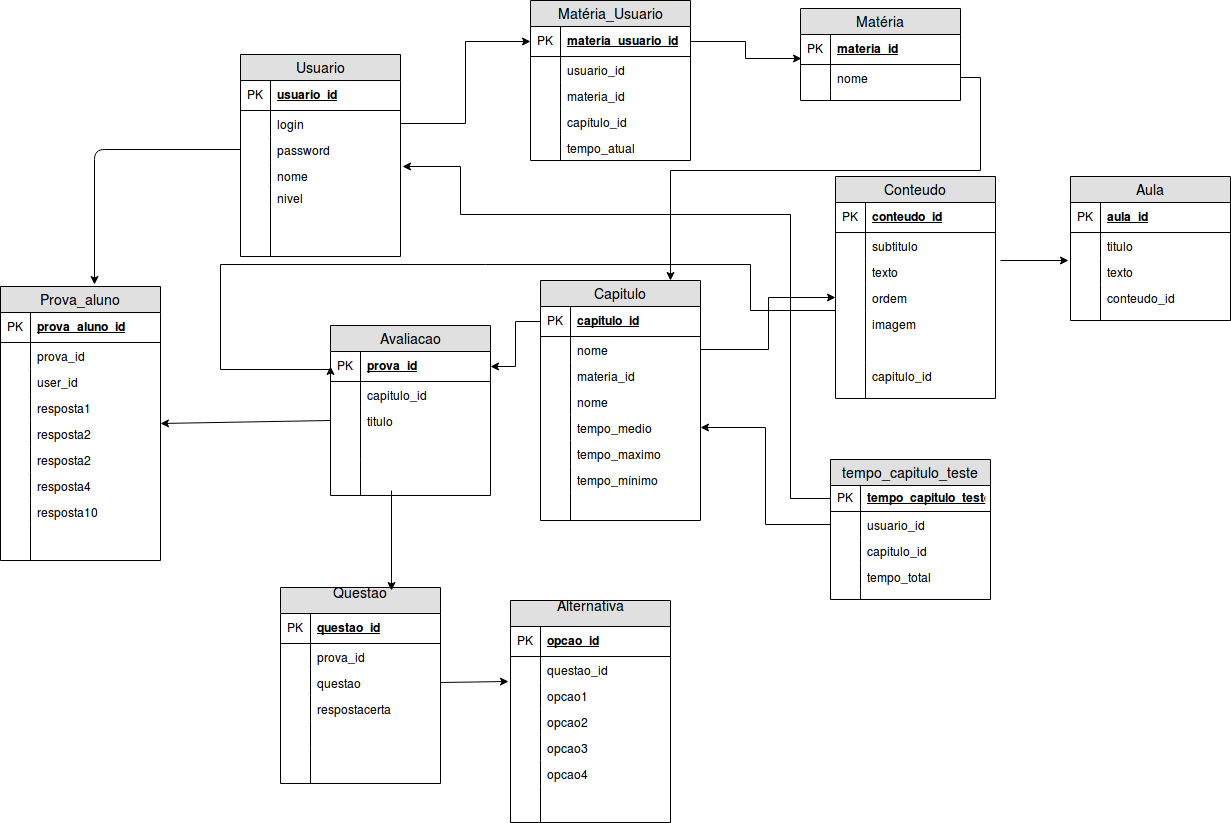 Matéria_Usuario
PK materia_usuario_id
usuario_id
materia_id
capítulo_id
tempo_atual
Matéria
PK materia_id
nome
Usuario
PK usuario_id
login
password
nome
nivel
Conteudo
PK conteudo_id
subtitulo
texto
ordem
imagem
capitulo_id
Aula
PK aula_id
titulo
texto
conteudo_id
Prova_aluno
PK prova_aluno_id
prova_id
user_id
resposta1
resposta2
resposta2
resposta4
resposta10
Avaliacao
PK prova_id
capitulo_id
titulo
Capitulo
PK capitulo_id
nome
materia_id
nome
tempo_medio
tempo_maximo
tempo_mínimo
tempo_capitulo_teste
PK tempo_capitulo_teste
usuario_id
capitulo_id
tempo_total
Questao
PK questao_id
prova_id
questao
respostacerta
Alternativa
PK opcao_id
questao_id
opcao1
opcao2
opcao3
opcao4